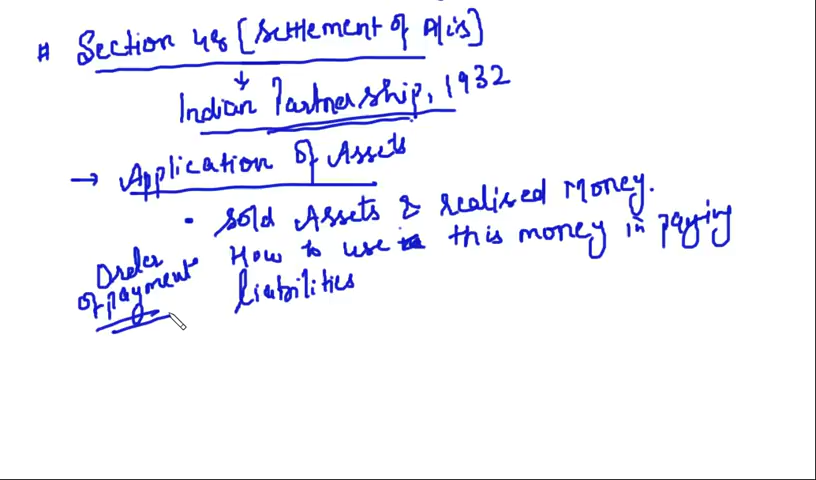 # Section 48 [Settlement of A/cs]
↓
Indian Partnership, 1932
→ Application of Assets
• Sold Assets & realised Money.
• How to use this money in paying
liabilities
Order
of payment